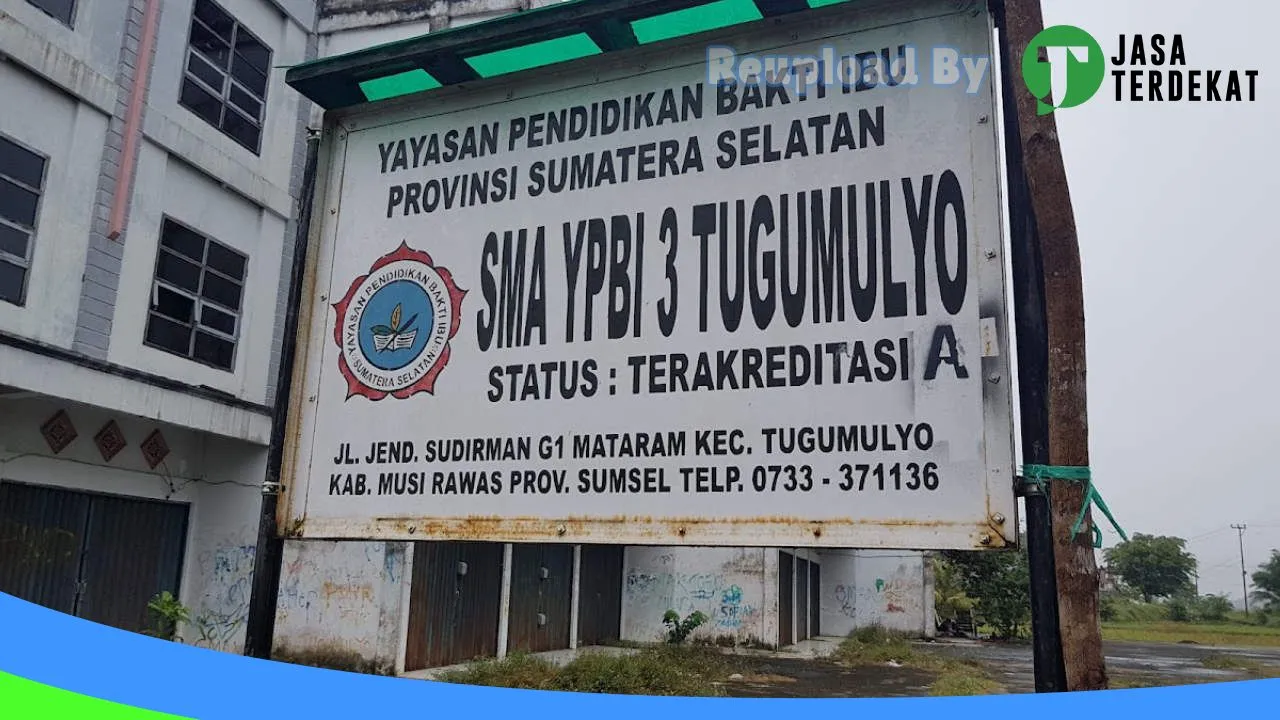 Reupload By
JASA
TERDEKAT
YAYASAN PENDIDIKAN BAKTI IBU
PROVINSI SUMATERA SELATAN
SMA YPBI 3 TUGUMULYO
STATUS : TERAKREDITASI A
YAYASAN PENDIDIKAN BAKTI IBU
SUMATERA SELATAN
JL. JEND. SUDIRMAN G1 MATARAM KEC. TUGUMULYO
KAB. MUSI RAWAS PROV. SUMSEL TELP. 0733 - 371136